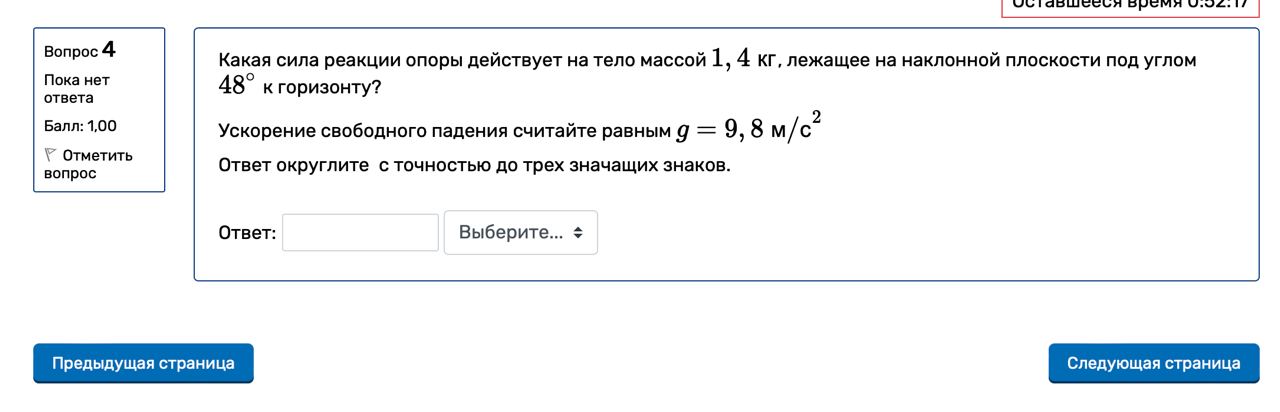 Оставшееся время 0:52:17
Вопрос 4
Пока нет
ответа
Балл: 1,00
Отметить
вопрос
Какая сила реакции опоры действует на тело массой 1, 4 кг, лежащее на наклонной плоскости под углом
48° к горизонту?
Ускорение свободного падения считайте равным g = 9, 8 м/с²
Ответ округлите с точностью до трех значащих знаков.
Ответ: Выберите...
Предыдущая страница Следующая страница